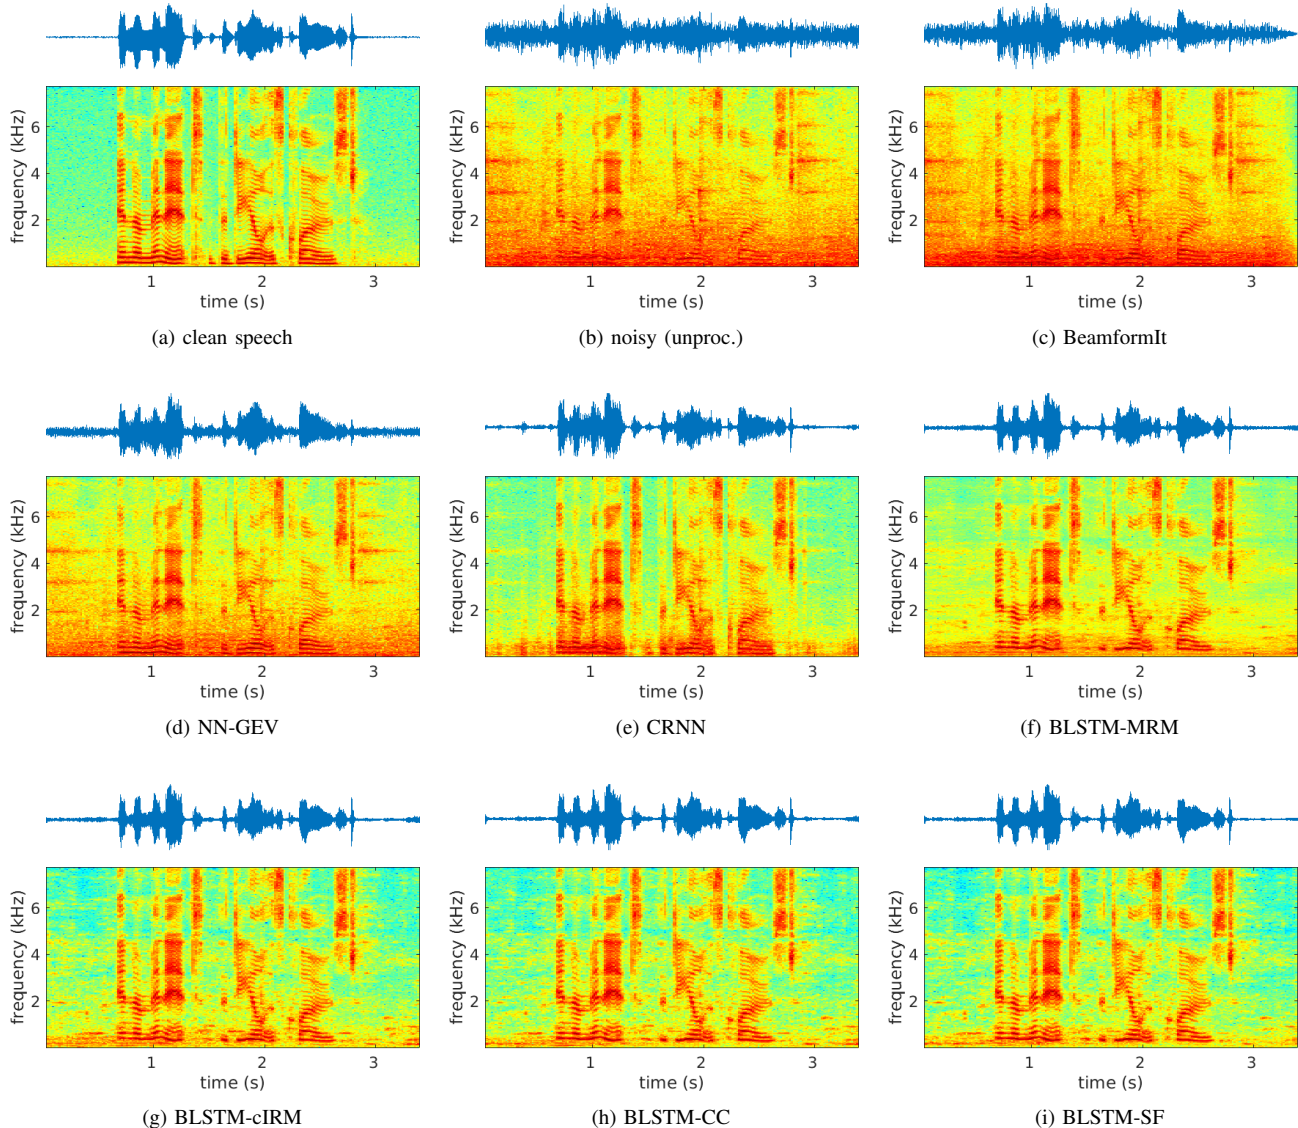 frequency (kHz)
6
4
2
1 2 3
time (s)
(a) clean speech
frequency (kHz)
6
4
2
1 2 3
time (s)
(b) noisy (unproc.)
frequency (kHz)
6
4
2
1 2 3
time (s)
(c) BeamformIt
frequency (kHz)
6
4
2
1 2 3
time (s)
(d) NN-GEV
frequency (kHz)
6
4
2
1 2 3
time (s)
(e) CRNN
frequency (kHz)
6
4
2
1 2 3
time (s)
(f) BLSTM-MRM
frequency (kHz)
6
4
2
1 2 3
time (s)
(g) BLSTM-cIRM
frequency (kHz)
6
4
2
1 2 3
time (s)
(h) BLSTM-CC
frequency (kHz)
6
4
2
1 2 3
time (s)
(i) BLSTM-SF